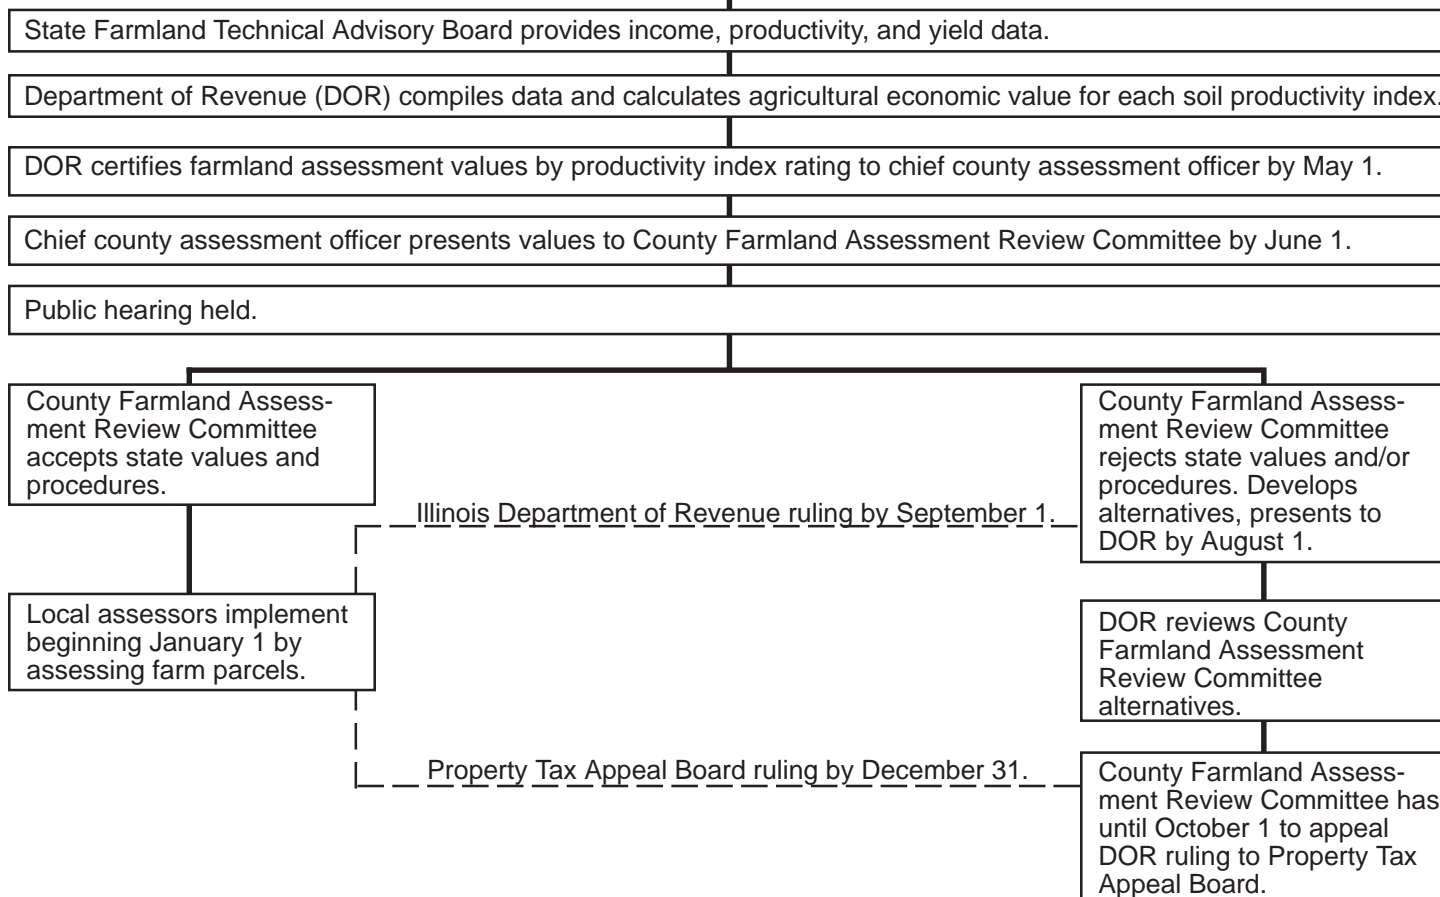 State Farmland Technical Advisory Board provides income, productivity, and yield data.
Department of Revenue (DOR) compiles data and calculates agricultural economic value for each soil productivity index.
DOR certifies farmland assessment values by productivity index rating to chief county assessment officer by May 1.
Chief county assessment officer presents values to County Farmland Assessment Review Committee by June 1.
Public hearing held.
County Farmland Assess-
ment Review Committee
accepts state values and
procedures.
Local assessors implement
beginning January 1 by
assessing farm parcels.
Illinois Department of Revenue ruling by September 1.
Property Tax Appeal Board ruling by December 31.
County Farmland Assess-
ment Review Committee
rejects state values and/or
procedures. Develops
alternatives, presents to
DOR by August 1.
DOR reviews County
Farmland Assessment
Review Committee
alternatives.
County Farmland Assess-
ment Review Committee has
until October 1 to appeal
DOR ruling to Property Tax
Appeal Board.